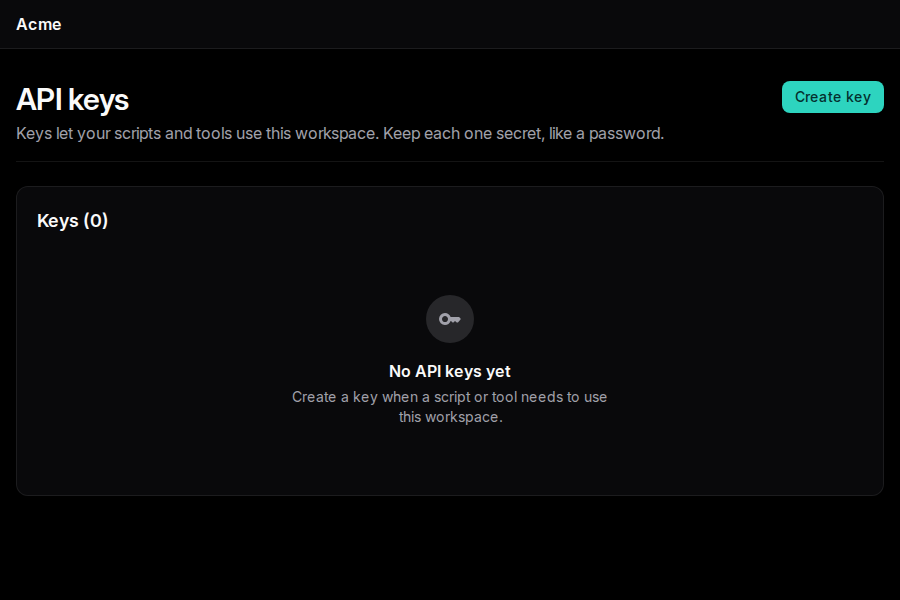 Acme
API keys
Create key
Keys let your scripts and tools use this workspace. Keep each one secret, like a password.
Keys (0)
No API keys yet
Create a key when a script or tool needs to use
this workspace.